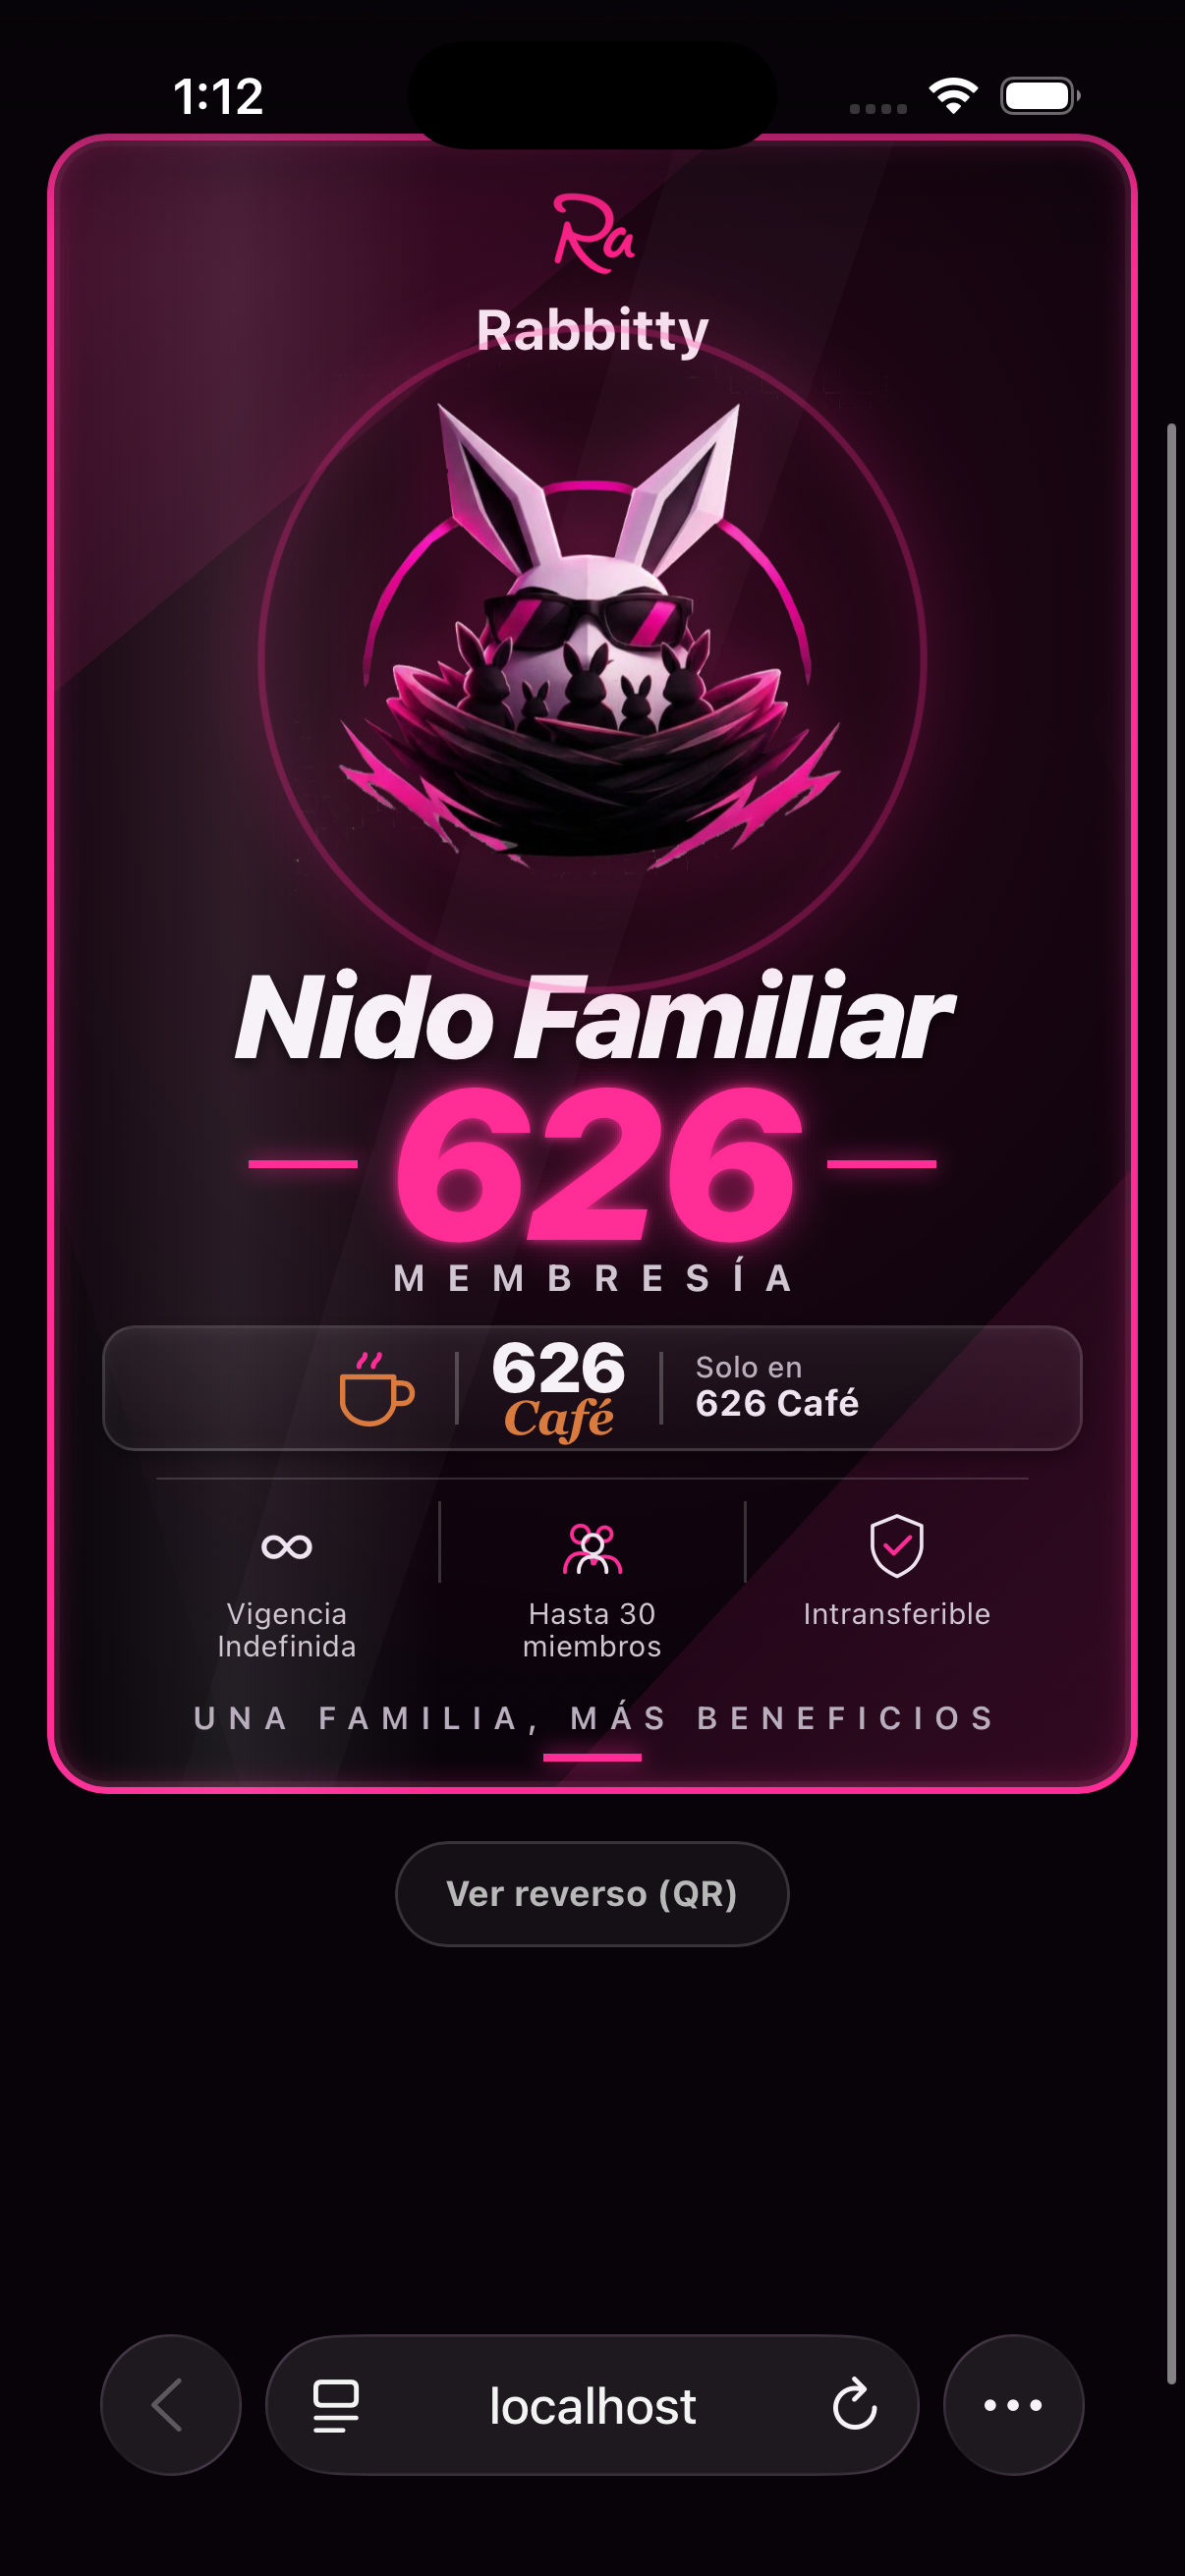 1:12
Ra
Rabbitty
Nido Familiar
626
MEMBRESÍA
626
Café
Solo en
626 Café
Vigencia
Indefinida
Hasta 30
miembros
Intransferible
UNA FAMILIA, MÁS BENEFICIOS
Ver reverso (QR)
localhost